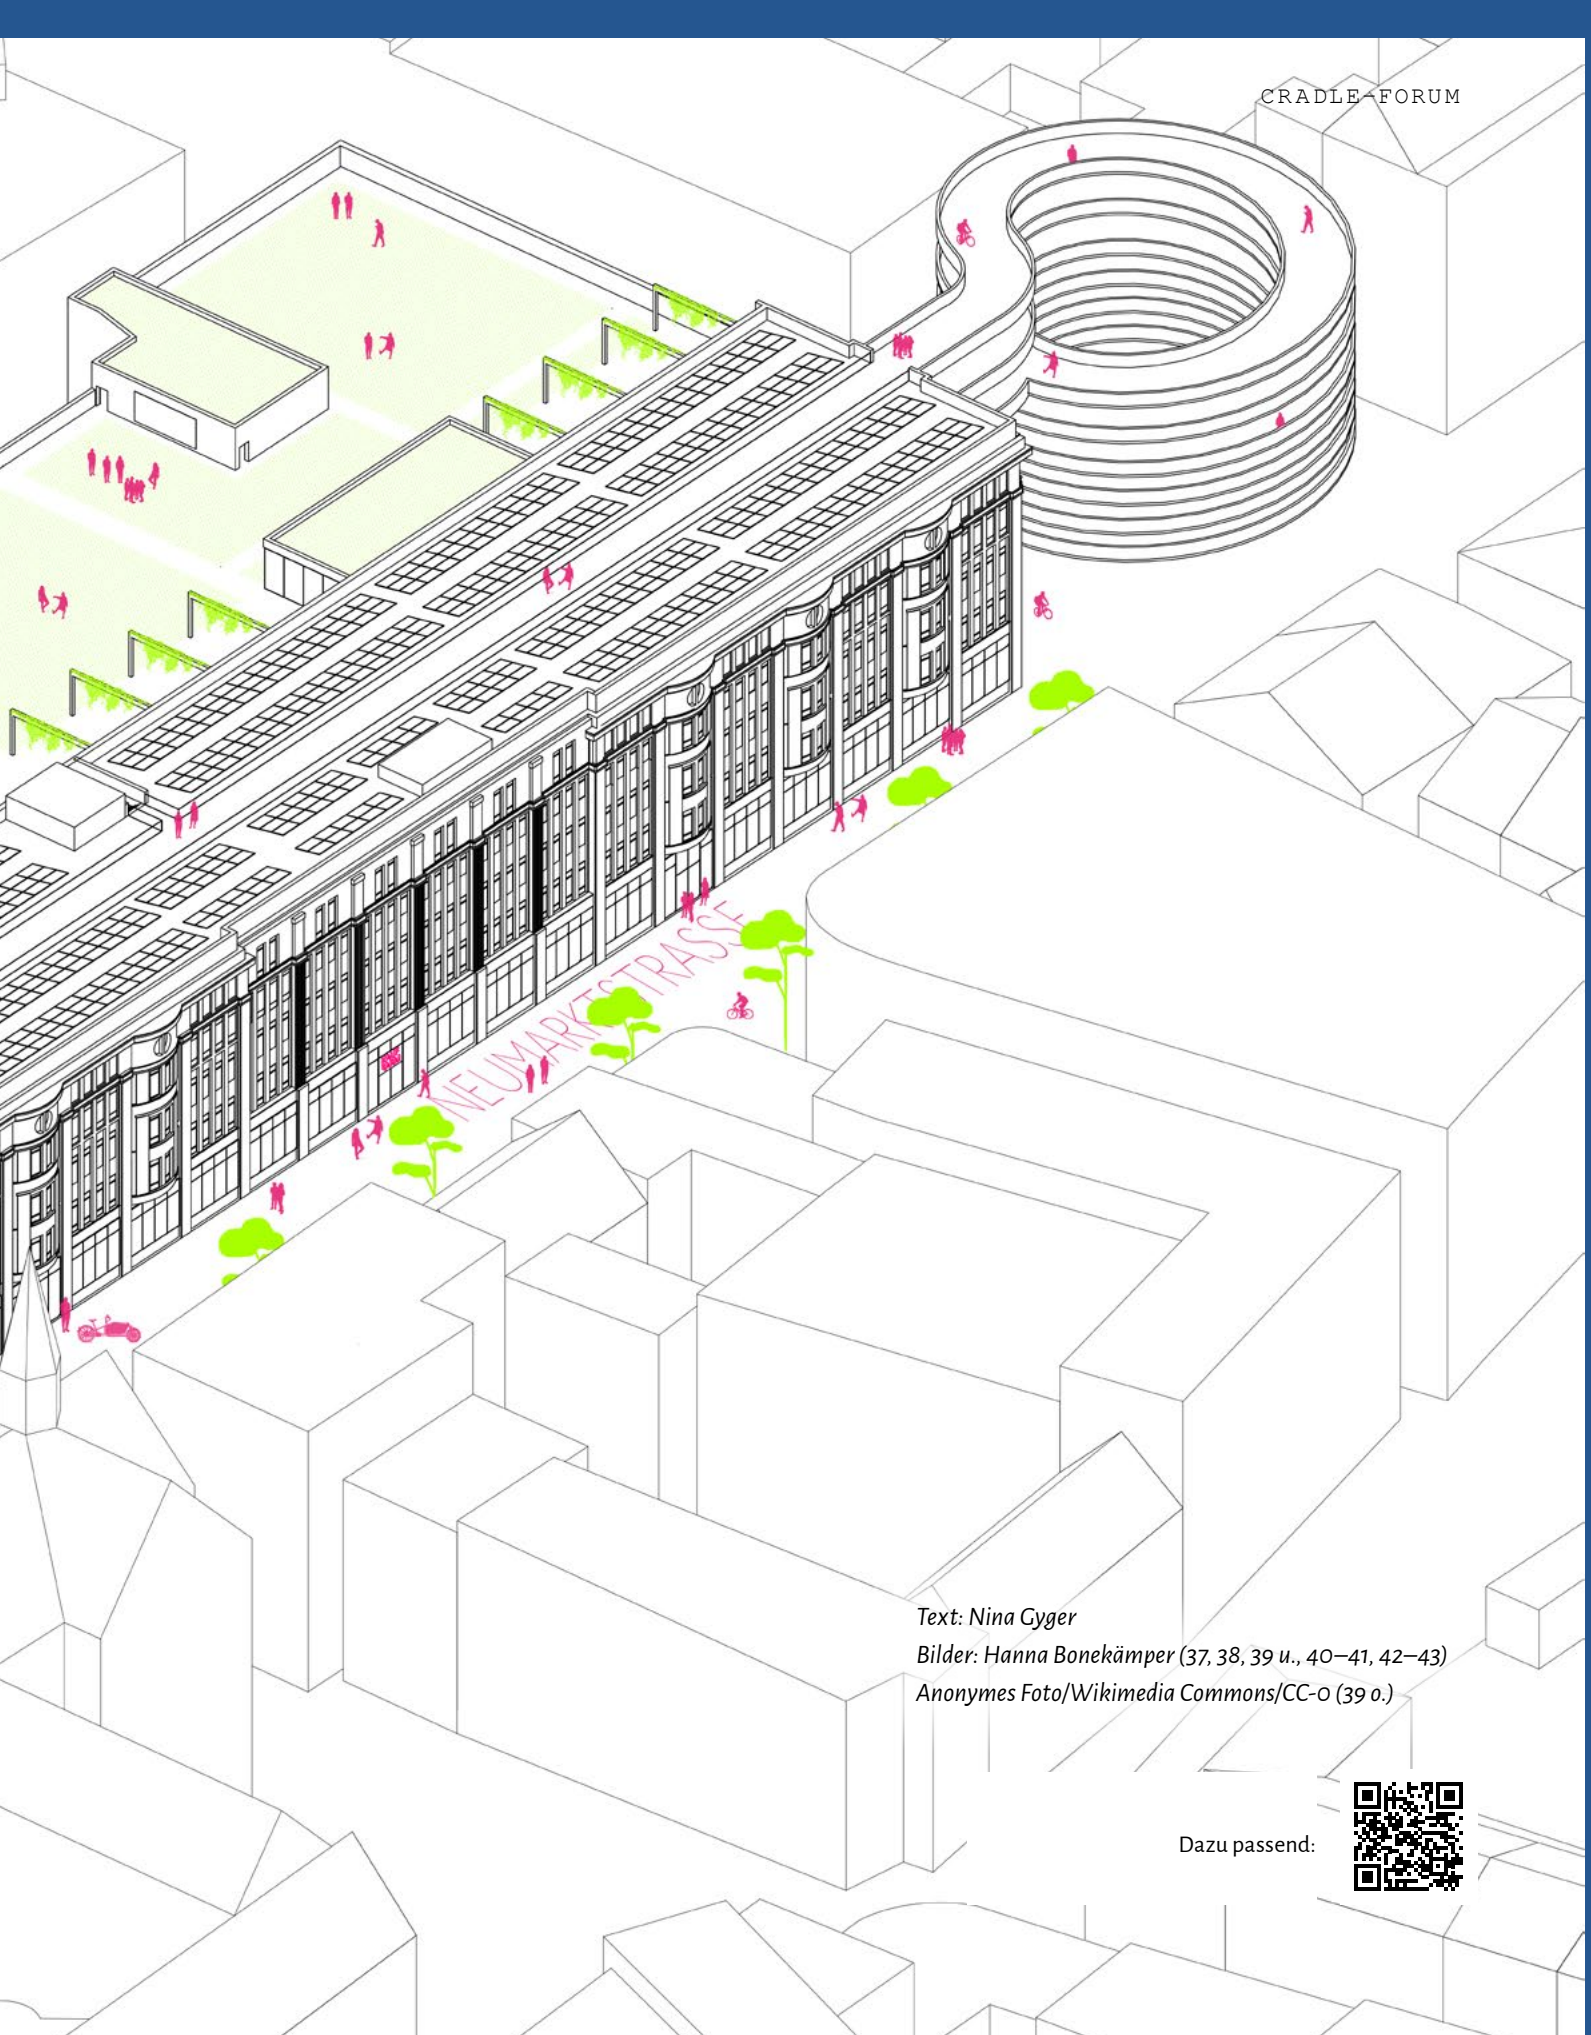 CRADLE-FORUM
NEUMARKTSTRASSE
Text: Nina Gyger
Bilder: Hanna Bonekämper (37, 38, 39 u., 40–41, 42–43)
Anonymes Foto/Wikimedia Commons/CC-0 (39 o.)
Dazu passend: